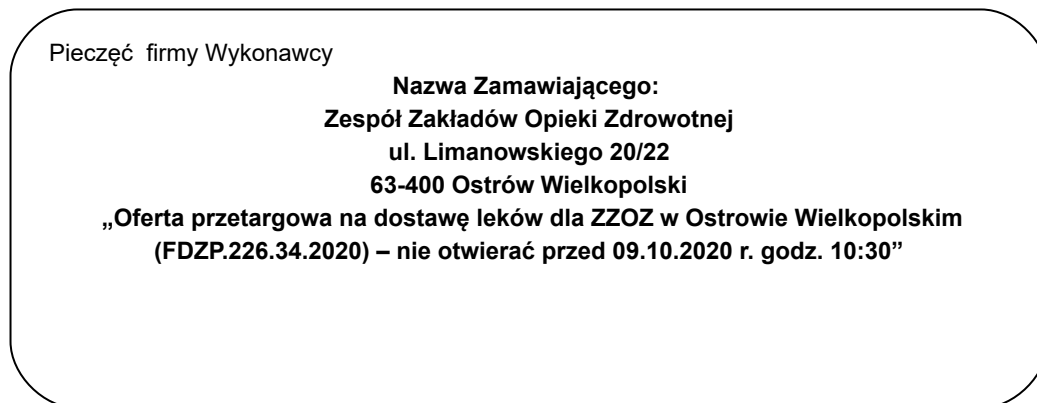 Pieczęć  firmy Wykonawcy
Nazwa Zamawiającego:
Zespół Zakładów Opieki Zdrowotnej
ul. Limanowskiego 20/22
63-400 Ostrów Wielkopolski
„Oferta przetargowa na dostawę leków dla ZZOZ w Ostrowie Wielkopolskim
(FDZP.226.34.2020) – nie otwierać przed 09.10.2020 r. godz. 10:30”